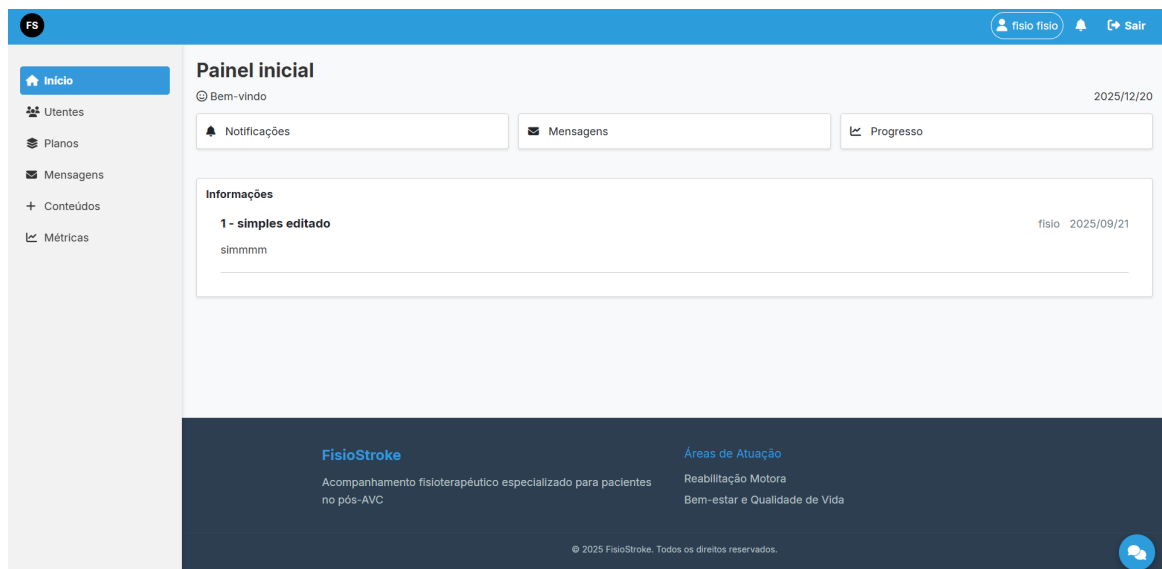 FS
fisio fisio
Sair
Início
Utentes
Planos
Mensagens
Conteúdos
Métricas
Painel inicial
Bem-vindo
2025/12/20
Notificações
Mensagens
Progresso
Informações
1 - simples editado
fisio 2025/09/21
simmmm
FisioStroke
Acompanhamento fisioterapéutico especializado para pacientes
no pós-AVC
Áreas de Atuação
Reabilitação Motora
Bem-estar e Qualidade de Vida
© 2025 FisioStroke. Todos os direitos reservados.